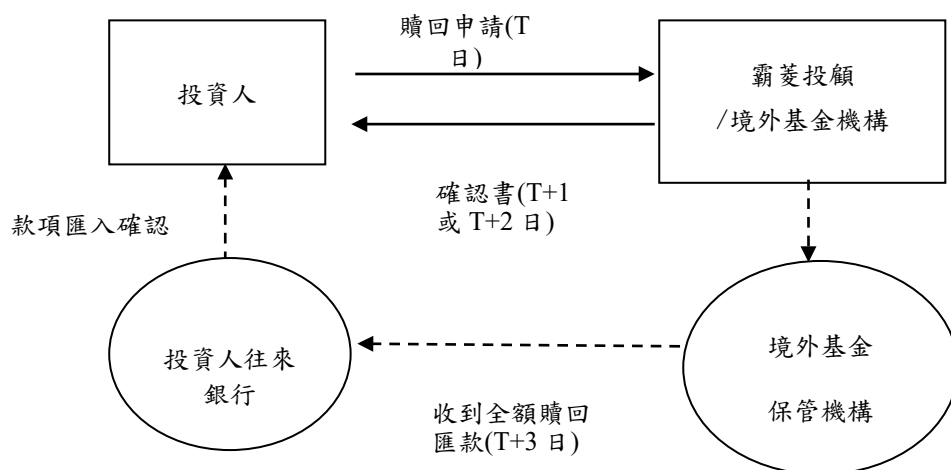 贖回申請(T
日)
投資人
霸菱投顧
/境外基金機構
確認書(T+1
或 T+2 日)
款項匯入確認
投資人往來
銀行
境外基金
保管機構
收到全額贖回
匯款(T+3 日)